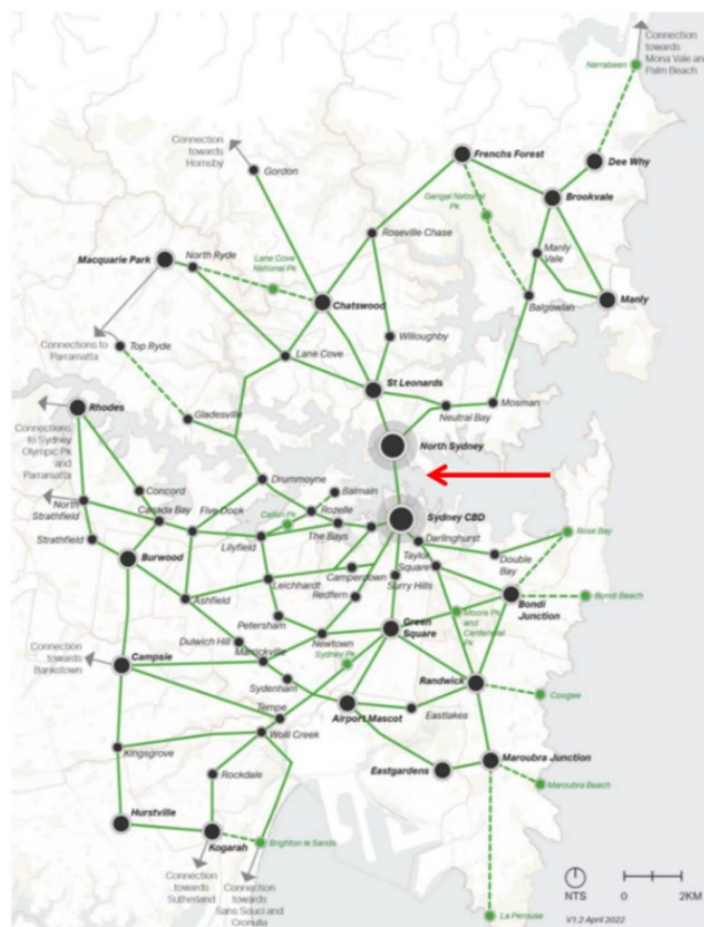 Connection
towards
Mona Vale and
Palm Beach
Narrabeen
Connection
towards
Hornsby
Gordon
Frenchs Forest
Dee Why
Garigal National
Pk
Brookvale
Roseville Chase
Manly
Vale
Macquarie Park
North Ryde
Lane Cove
National Pk
Chatswood
Balgowlah
Manly
Connections to
Parramatta
Top Ryde
Lane Cove
Willoughby
St Leonards
Rhodes
Gladesville
Neutral Bay
Mosman
Connections
to Sydney
Olympic Pk
and
Parramatta
North Sydney
Concord
Drummoyne
Balmain
North
Strathfield
Canada Bay
Five Dock
Callan Pk
Rozelle
Sydney CBD
Strathfield
Lilyfield
The Bays
Darlinghurst
Rose Bay
Taylor
Square
Double
Bay
Burwood
Camperdown
Surry Hills
Leichhardt
Redfern
Ashfield
Bondi
Junction
Bondi Beach
Petersham
Green
Square
Moore Pk
and
Centennial
Pk
Dulwich Hill
Newtown
Marrickville
Sydney Pk
Connection
towards
Bankstown
Campsie
Sydenham
Randwick
Coogee
Tempe
Airport Mascot
Eastlakes
Wolli Creek
Kingsgrove
Rockdale
Eastgardens
Maroubra Junction
Maroubra Beach
Hurstville
Kogarah
Brighton le Sands
Connection
towards
Sutherland
Connection
towards
Sans Souci and
Cronulla
La Perouse
NTS
0
2KM
V1.2 April 2022